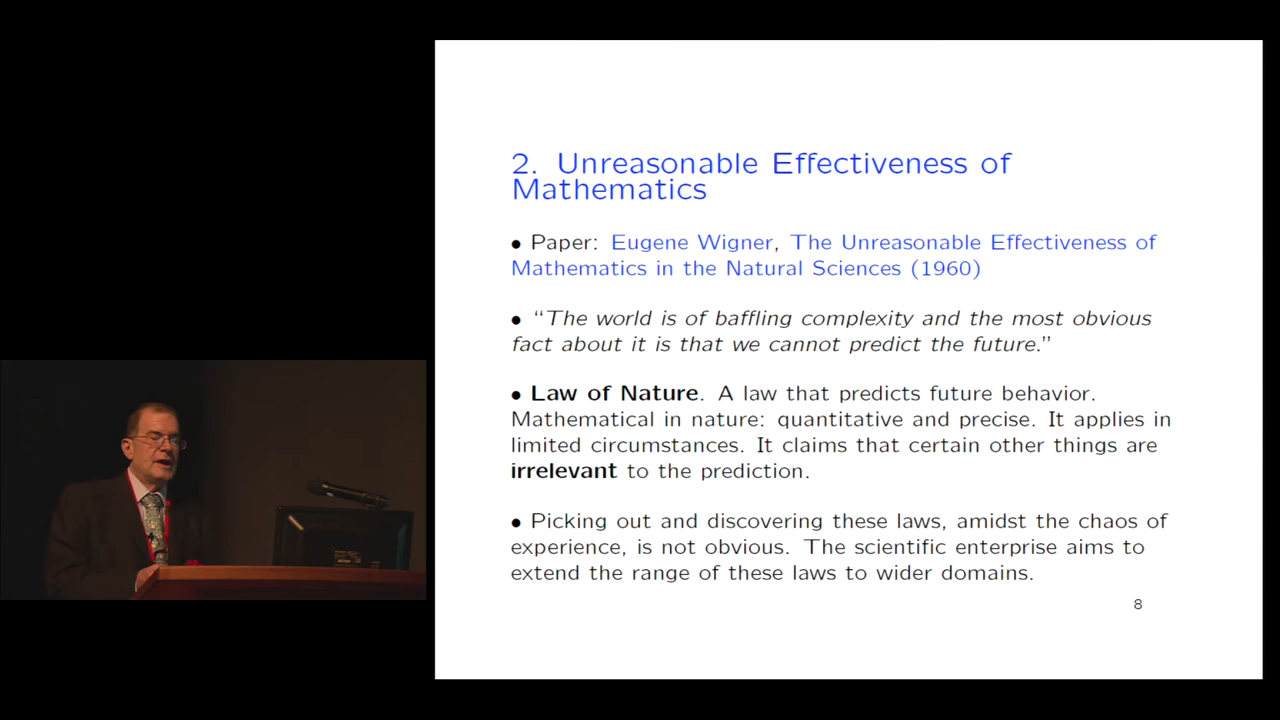 2. Unreasonable Effectiveness of
Mathematics
• Paper: Eugene Wigner, The Unreasonable Effectiveness of
Mathematics in the Natural Sciences (1960)
• “The world is of baffling complexity and the most obvious
fact about it is that we cannot predict the future.”
• Law of Nature. A law that predicts future behavior.
Mathematical in nature: quantitative and precise. It applies in
limited circumstances. It claims that certain other things are
irrelevant to the prediction.
• Picking out and discovering these laws, amidst the chaos of
experience, is not obvious. The scientific enterprise aims to
extend the range of these laws to wider domains.
8